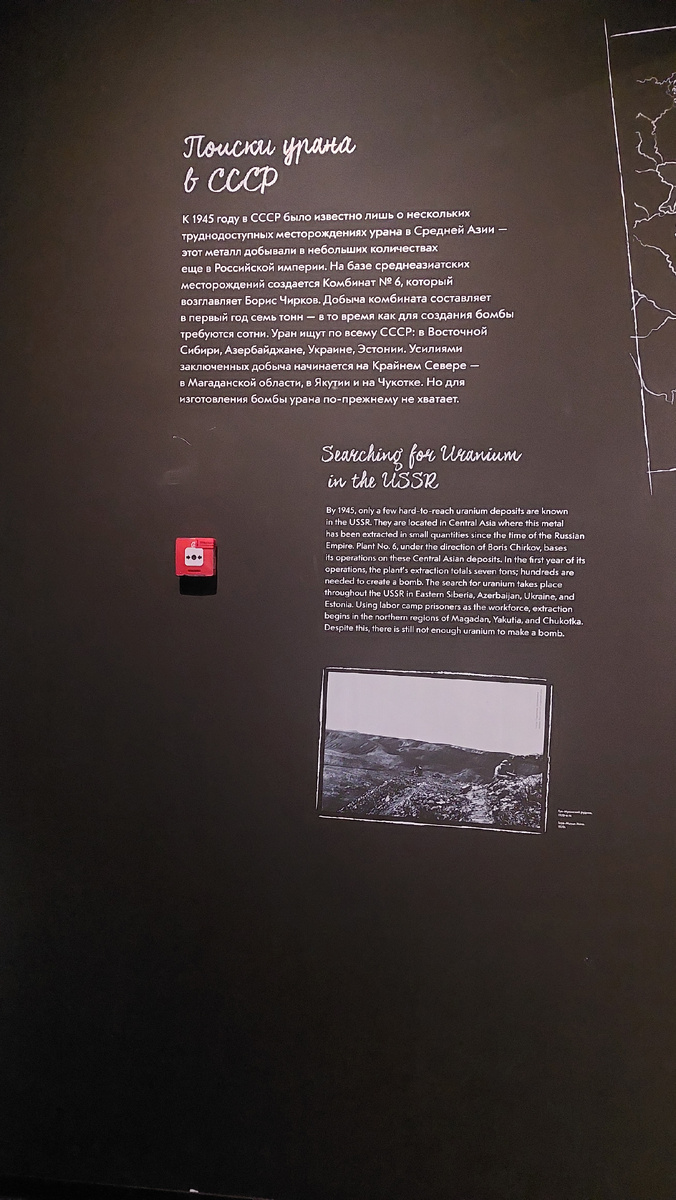 Поиски урана
в СССР
К 1945 году в СССР было известно лишь о нескольких
труднодоступных месторождениях урана в Средней Азии —
этот металл добывали в небольших количествах
еще в Российской империи. На базе среднеазиатских
месторождений создается Комбинат № 6, который
возглавляет Борис Чирков. Добыча комбината составляет
в первый год семь тонн — в то время как для создания бомбы
требуются сотни. Уран ищут по всему СССР: в Восточной
Сибири, Азербайджане, Украине, Эстонии. Усилиями
заключенных добыча начинается на Крайнем Севере —
в Магаданской области, в Якутии и на Чукотке. Но для
изготовления бомбы урана по-прежнему не хватает.
Searching for Uranium
in the USSR
By 1945, only a few hard-to-reach uranium deposits are known
in the USSR. They are located in Central Asia where this metal
has been extracted in small quantities since the time of the Russian
Empire. Plant No. 6, under the direction of Boris Chirkov, bases
its operations on these Central Asian deposits. In the first year of its
operations, the plant's extraction totals seven tons; hundreds are
needed to create a bomb. The search for uranium takes place
throughout the USSR in Eastern Siberia, Azerbaijan, Ukraine, and
Estonia. Using labor camp prisoners as the workforce, extraction
begins in the northern regions of Magadan, Yakutia, and Chukotka.
Despite this, there is still not enough uranium to make a bomb.